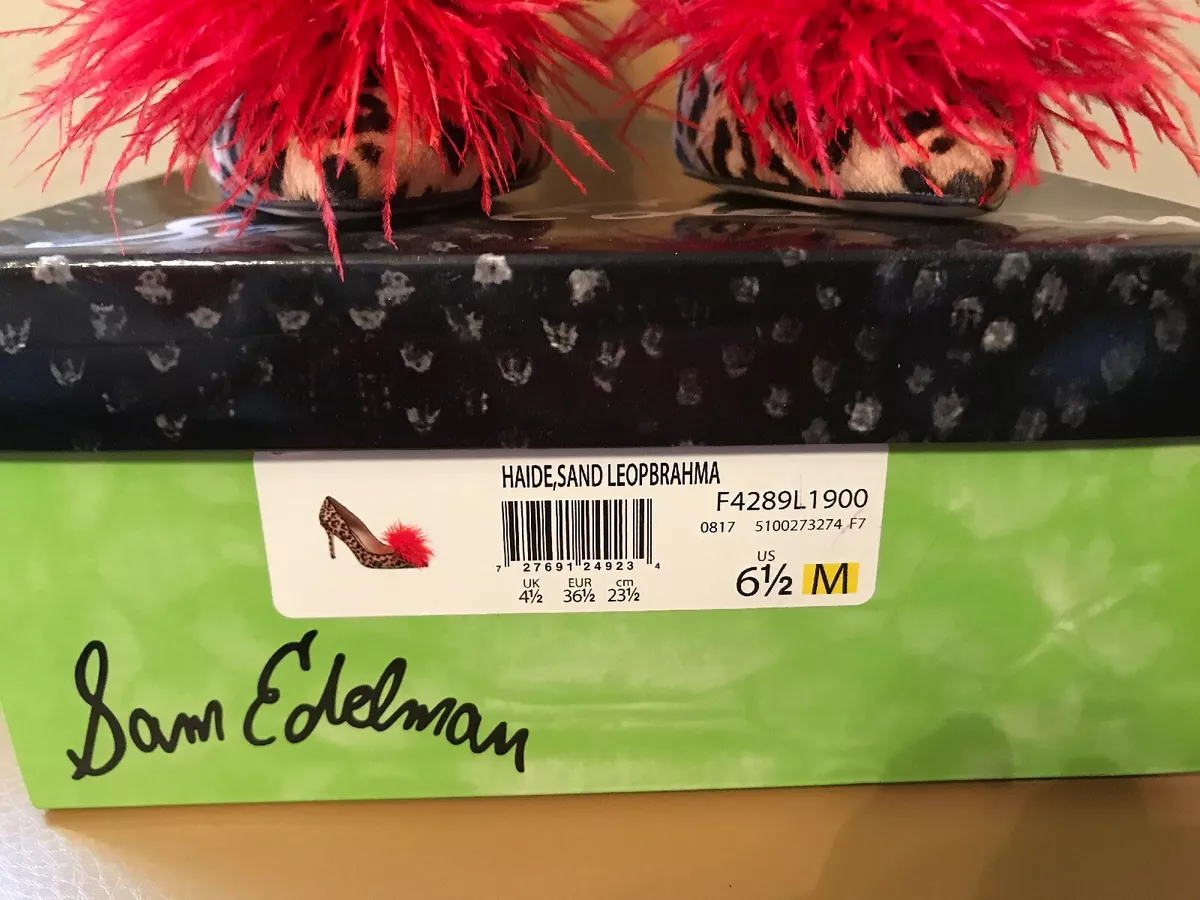 HAIDE,SAND LEOPBRAHMA
F4289L1900
0817 5100273274 F7
7 27691 24923 4
UK EUR cm
4½ 36½ 23½
US
6½ M
Sam Edelman